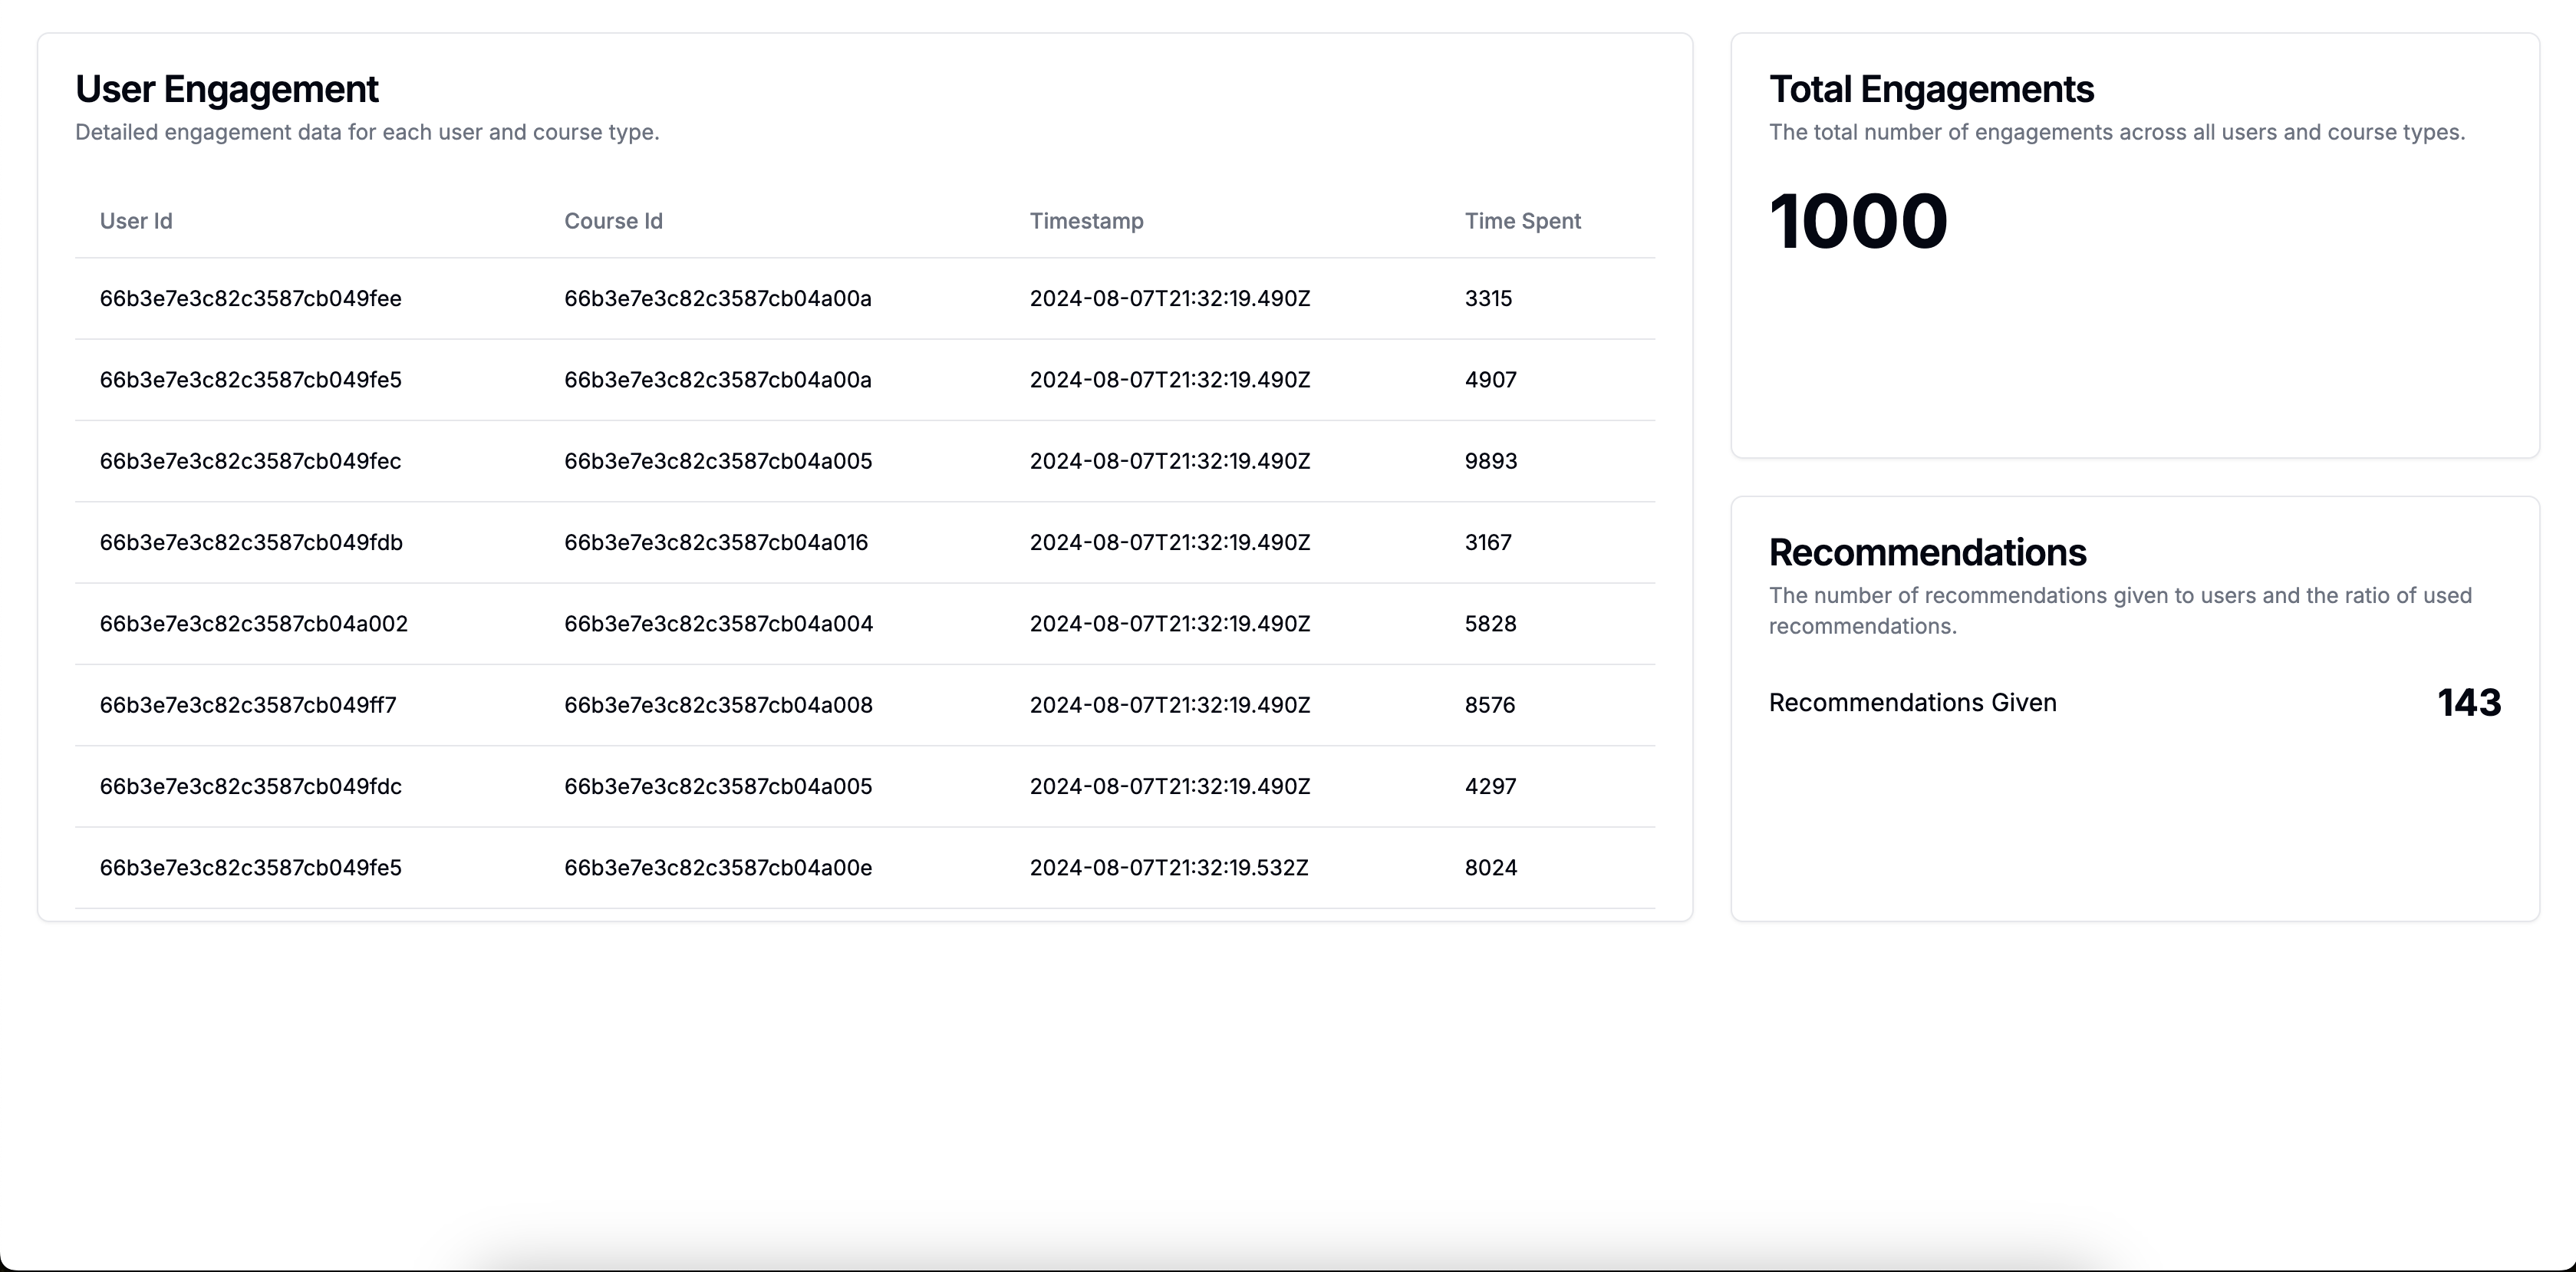 User Engagement
Detailed engagement data for each user and course type.
User Id Course Id Timestamp Time Spent
66b3e7e3c82c3587cb049fee 66b3e7e3c82c3587cb04a00a 2024-08-07T21:32:19.490Z 3315
66b3e7e3c82c3587cb049fe5 66b3e7e3c82c3587cb04a00a 2024-08-07T21:32:19.490Z 4907
66b3e7e3c82c3587cb049fec 66b3e7e3c82c3587cb04a005 2024-08-07T21:32:19.490Z 9893
66b3e7e3c82c3587cb049fdb 66b3e7e3c82c3587cb04a016 2024-08-07T21:32:19.490Z 3167
66b3e7e3c82c3587cb04a002 66b3e7e3c82c3587cb04a004 2024-08-07T21:32:19.490Z 5828
66b3e7e3c82c3587cb049ff7 66b3e7e3c82c3587cb04a008 2024-08-07T21:32:19.490Z 8576
66b3e7e3c82c3587cb049fdc 66b3e7e3c82c3587cb04a005 2024-08-07T21:32:19.490Z 4297
66b3e7e3c82c3587cb049fe5 66b3e7e3c82c3587cb04a00e 2024-08-07T21:32:19.532Z 8024
Total Engagements
The total number of engagements across all users and course types.
1000
Recommendations
The number of recommendations given to users and the ratio of used
recommendations.
Recommendations Given 143